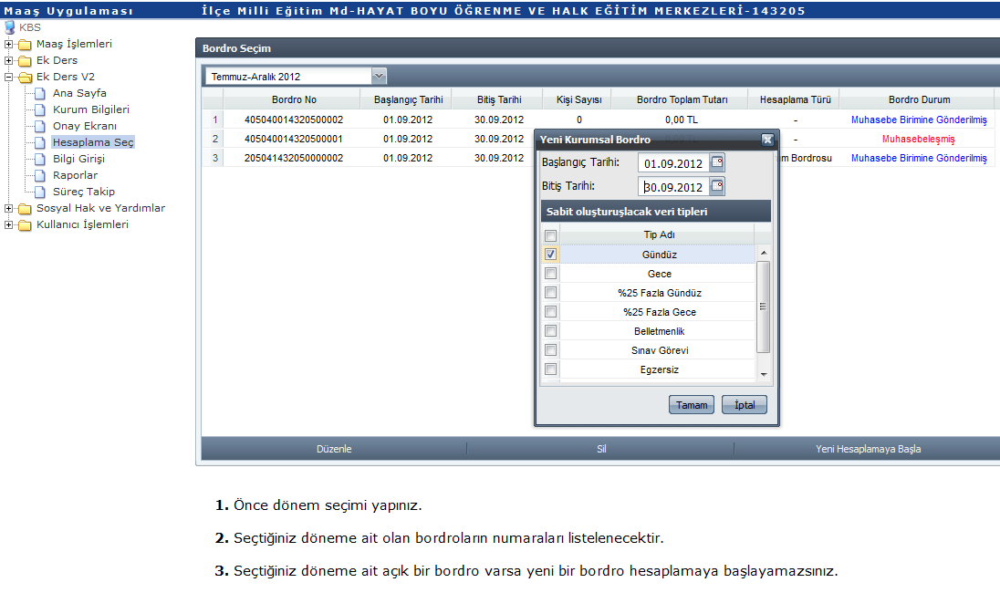 Maaş Uygulaması
İlçe Milli Eğitim Md-HAYAT BOYU ÖĞRENME VE HALK EĞİTİM MERKEZLERİ-143205
KBS
Maaş İşlemleri
Ek Ders
Ek Ders V2
Ana Sayfa
Kurum Bilgileri
Onay Ekranı
Hesaplama Seç
Bilgi Girişi
Raporlar
Süreç Takip
Sosyal Hak ve Yardımlar
Kullanıcı İşlemleri
Bordro Seçim
Temmuz-Aralık 2012
Bordro No Başlangıç Tarihi Bitiş Tarihi Kişi Sayısı Bordro Toplam Tutarı Hesaplama Türü Bordro Durum
1 405040014320500002 01.09.2012 30.09.2012 0 0,00 TL - Muhasebe Birimine Gönderilmiş
2 405040014320500001 01.09.2012 30.09.2012 - Muhasebeleşmiş
3 205041432050000002 01.09.2012 30.09.2012 m Bordrosu Muhasebe Birimine Gönderilmiş
Yeni Kurumsal Bordro
Başlangıç Tarihi: 01.09.2012
Bitiş Tarihi: 30.09.2012
Sabit oluşturuşlacak veri tipleri
Tip Adı
Gündüz
Gece
%25 Fazla Gündüz
%25 Fazla Gece
Belletmenlik
Sınav Görevi
Egzersiz
Tamam İptal
Düzenle Sil Yeni Hesaplamaya Başla
1. Önce dönem seçimi yapınız.
2. Seçtiğiniz döneme ait olan bordroların numaraları listelenecektir.
3. Seçtiğiniz döneme ait açık bir bordro varsa yeni bir bordro hesaplamaya başlayamazsınız.